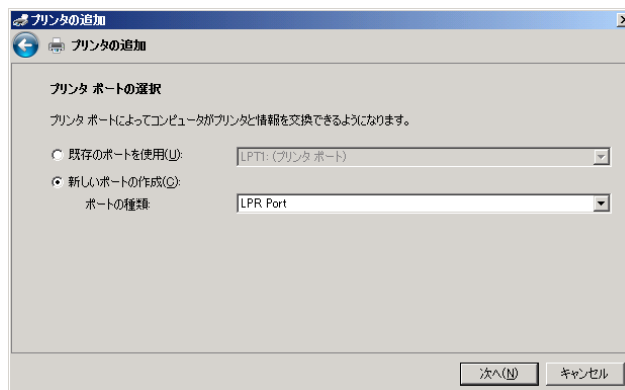 プリンタの追加
プリンタの追加
プリンタ ポートの選択
プリンタ ポートによってコンピュータがプリンタと情報を交換できるようになります。
既存のポートを使用(U): LPT1: (プリンタ ポート)
新しいポートの作成(C):
ポートの種類: LPR Port
次へ(N) キャンセル